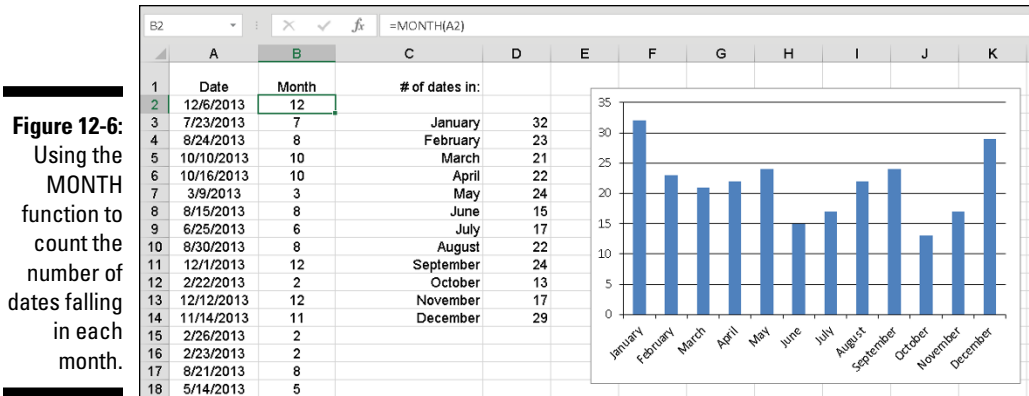 Figure 12-6:
Using the
MONTH
function to
count the
number of
dates falling
in each
month.
B2 fx =MONTH(A2)
A B C D E F G H I J K
1 Date Month # of dates in:
2 12/6/2013 12
3 7/23/2013 7 January 32
4 8/24/2013 8 February 23
5 10/10/2013 10 March 21
6 10/16/2013 10 April 22
7 3/9/2013 3 May 24
8 8/15/2013 8 June 15
9 6/25/2013 6 July 17
10 8/30/2013 8 August 22
11 12/1/2013 12 September 24
12 2/22/2013 2 October 13
13 12/12/2013 12 November 17
14 11/14/2013 11 December 29
15 2/26/2013 2
16 2/23/2013 2
17 8/21/2013 8
18 5/14/2013 5
35
30
25
20
15
10
5
0
January February March April May June July August September October November December